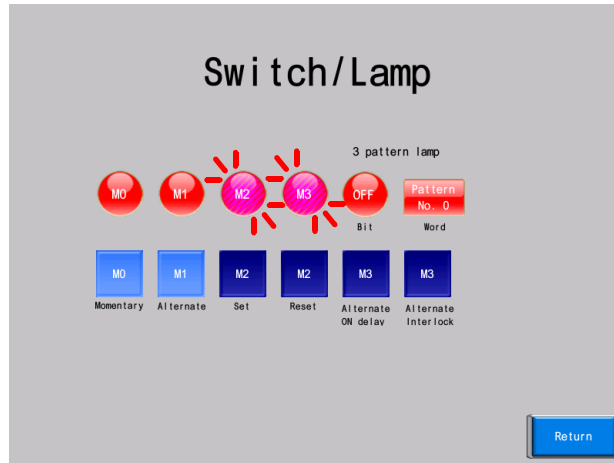 Switch/Lamp
3 pattern lamp
M0 M1 M2 M3 OFF Pattern
No. 0
Bit Word
M0 M1 M2 M2 M3 M3
Momentary Alternate Set Reset Alternate Alternate
ON delay Interlock
Return